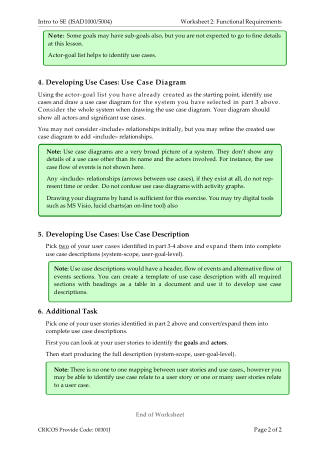 Intro to SE (ISAD1000/5004) Worksheet 2: Functional Requirements
Note: Some goals may have sub-goals also, but you are not expected to go to fine details
at this lesson.
Actor-goal list helps to identify use cases.
4. Developing Use Cases: Use Case Diagram
Using the actor-goal list you have already created as the starting point, identify use
cases and draw a use case diagram for the system you have selected in part 3 above.
Consider the whole system when drawing the use case diagram. Your diagram should
show all actors and significant use cases.
You may not consider «include» relationships initially, but you may refine the created use
case diagram to add «include» relationships.
Note: Use case diagrams are a very broad picture of a system. They don't show any
details of a use case other than its name and the actors involved. For instance, the use
case flow of events is not shown here.
Any «include» relationships (arrows between use cases), if they exist at all, do not rep-
resent time or order. Do not confuse use case diagrams with activity graphs.
Drawing your diagrams by hand is sufficient for this exercise. You may try digital tools
such as MS Visio, lucid charts(an on-line tool) also
5. Developing Use Cases: Use Case Description
Pick two of your user cases identified in part 3-4 above and expand them into complete
use case descriptions (system-scope, user-goal-level).
Note: Use case descriptions would have a header, flow of events and alternative flow of
events sections. You can create a template of use case description with all required
sections with headings as a table in a document and use it to develop use case
descriptions.
6. Additional Task
Pick one of your user stories identified in part 2 above and convert/expand them into
complete use case descriptions.
First you can look at your user stories to identify the goals and actors.
Then start producing the full description (system-scope, user-goal-level).
Note: There is no one to one mapping between user stories and use cases., however you
may be able to identify use case relate to a user story or one or many user stories relate
to a user case.
End of Worksheet
CRICOS Provide Code: 00301J Page 2 of 2